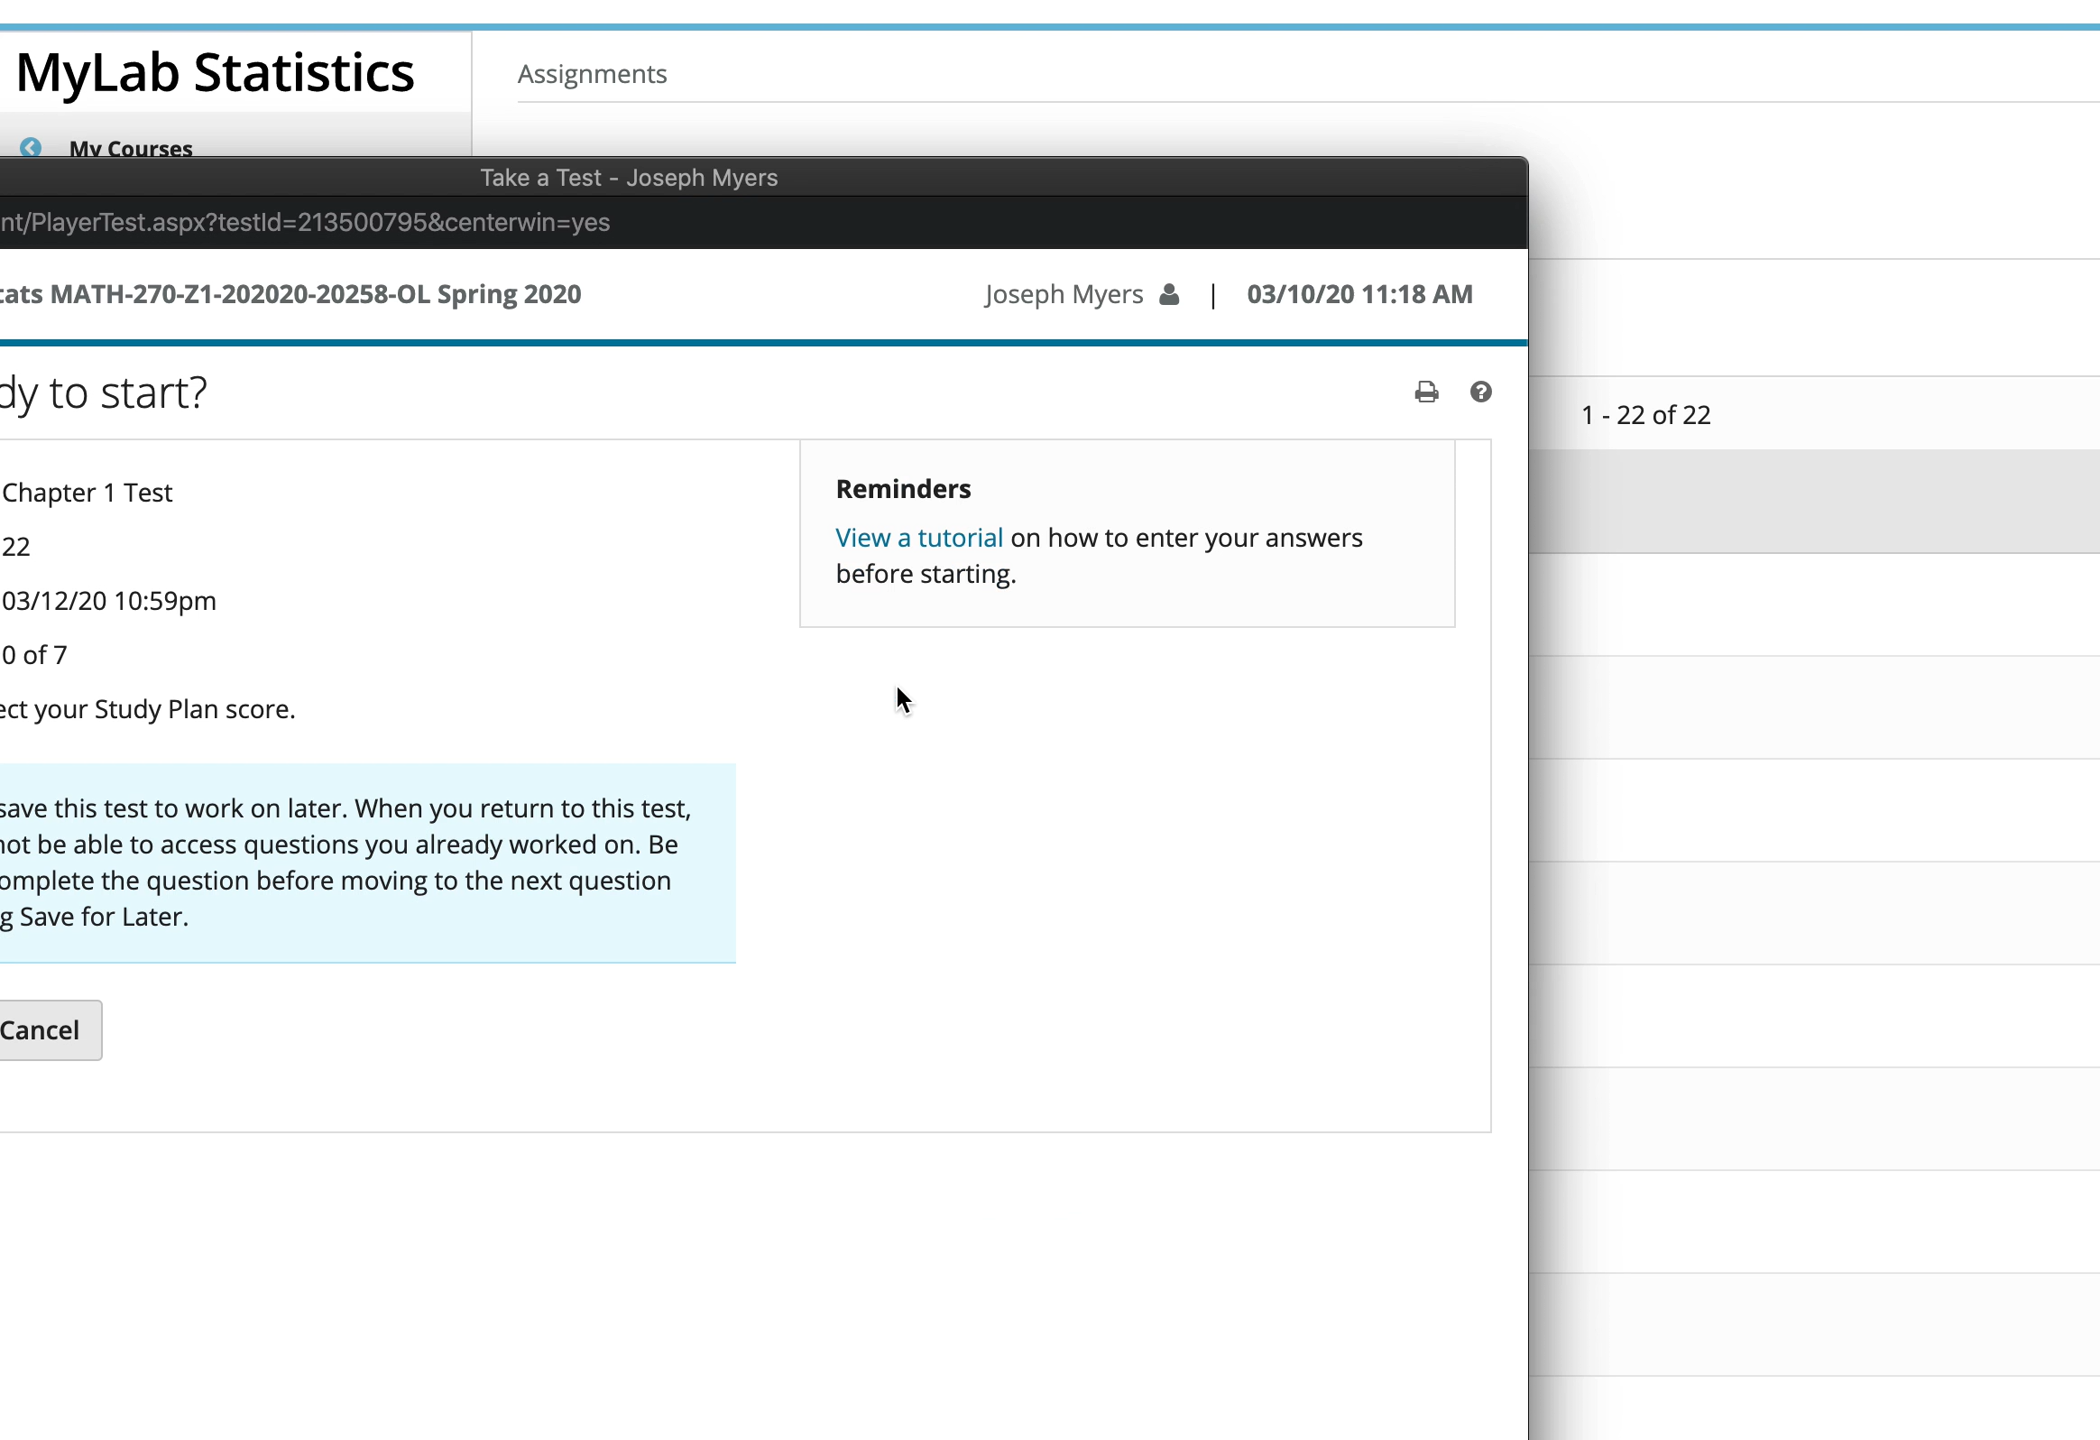 MyLab Statistics
Assignments
My Courses
Take a Test - Joseph Myers
nt/PlayerTest.aspx?testId=213500795&centerwin=yes
tats MATH-270-Z1-202020-20258-OL Spring 2020
Joseph Myers | 03/10/20 11:18 AM
dy to start?
1 - 22 of 22
Chapter 1 Test
22
03/12/20 10:59pm
0 of 7
ect your Study Plan score.
Reminders
View a tutorial on how to enter your answers
before starting.
save this test to work on later. When you return to this test,
not be able to access questions you already worked on. Be
omplete the question before moving to the next question
g Save for Later.
Cancel